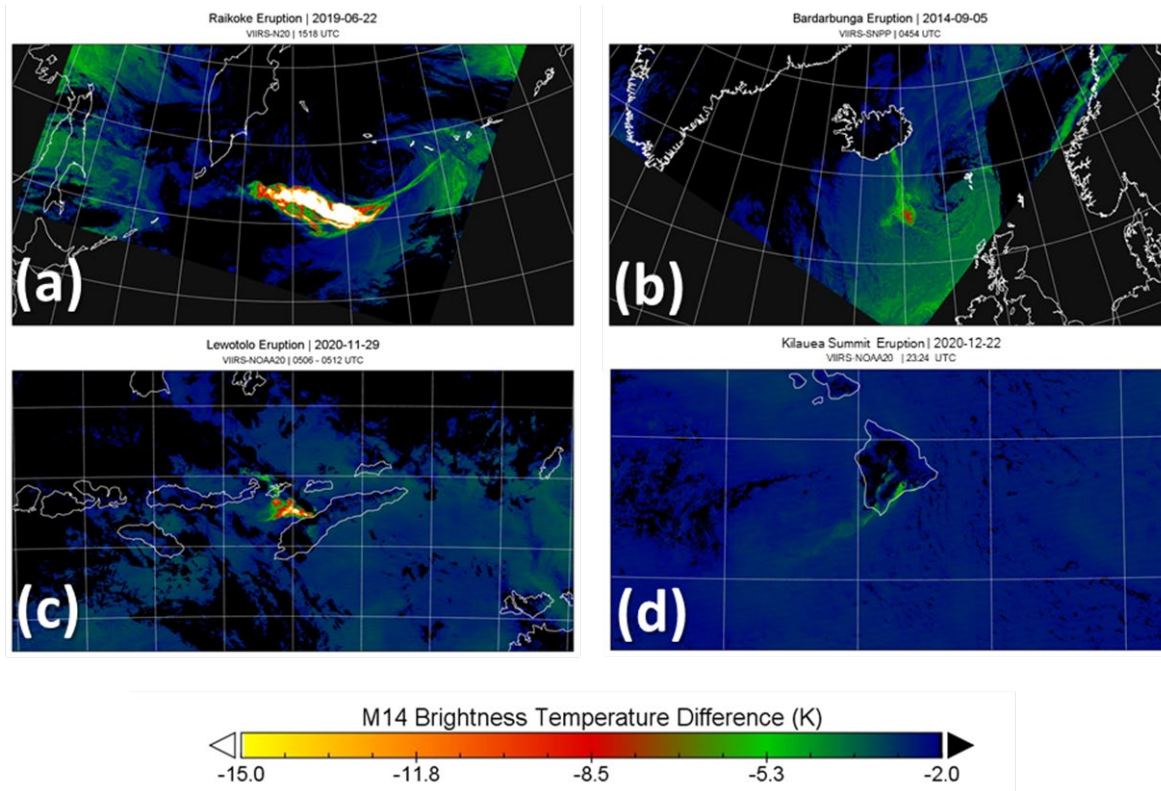 Raikoke Eruption | 2019-06-22
VIIRS-N20 | 1518 UTC
(a)
Bardarbunga Eruption | 2014-09-05
VIIRS-SNPP | 0454 UTC
(b)
Lewotolo Eruption | 2020-11-29
VIIRS-NOAA20 | 0506 - 0512 UTC
(c)
Kilauea Summit Eruption | 2020-12-22
VIIRS-NOAA20 | 23:24 UTC
(d)
M14 Brightness Temperature Difference (K)
-15.0 -11.8 -8.5 -5.3 -2.0